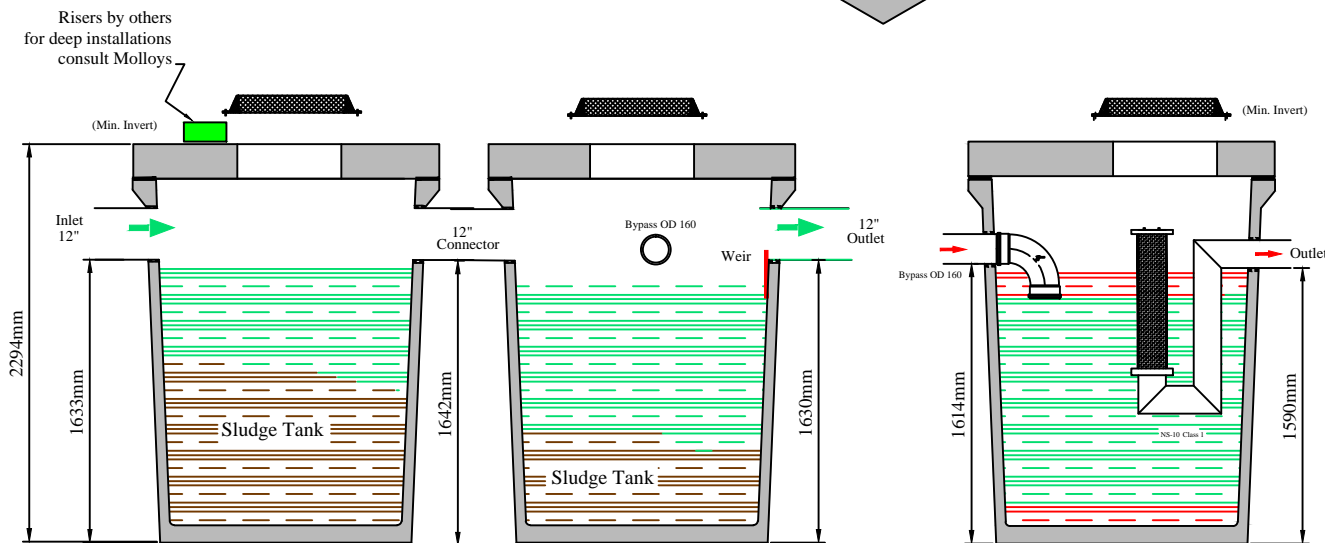 Risers by others
for deep installations
consult Molloys
(Min. Invert)
(Min. Invert)
Inlet
12"
12"
Connector
Bypass OD 160
Weir
12"
Outlet
Bypass OD 160
Outlet
2294mm
1633mm
Sludge Tank
1642mm
Sludge Tank
1630mm
1614mm
NS-10 Class 1
1590mm